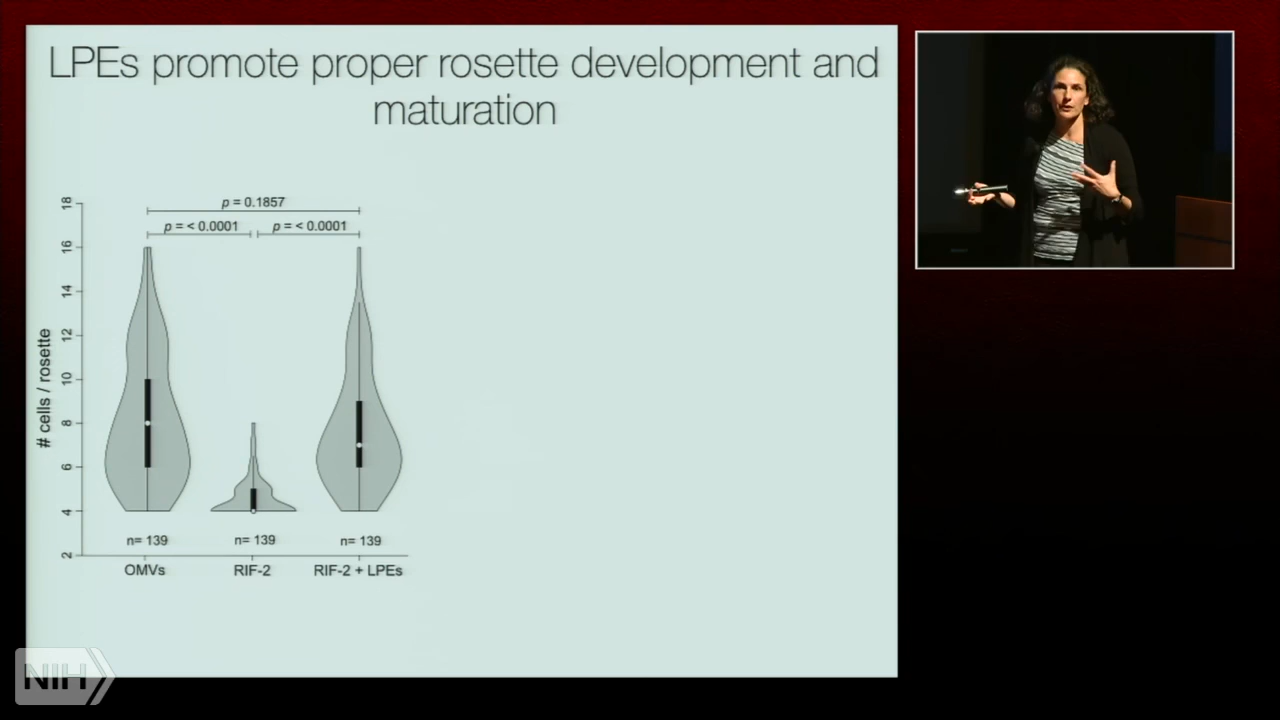 LPEs promote proper rosette development and
maturation
p = 0.1857
p = < 0.0001
p = < 0.0001
# cells / rosette
18
16
14
12
10
8
6
4
2
n= 139
n= 139
n= 139
OMVs
RIF-2
RIF-2 + LPEs
NIH